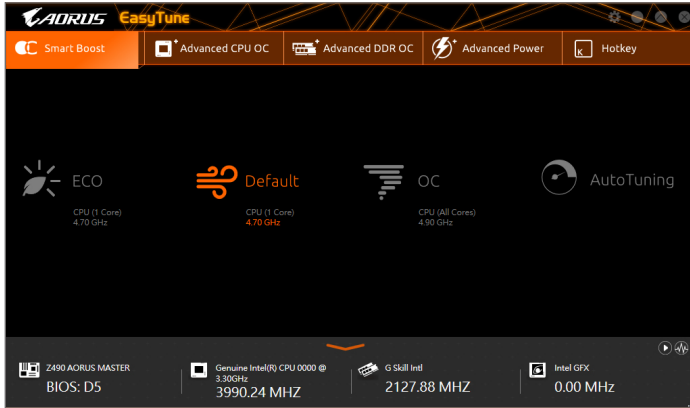 AORUS EasyTune
Smart Boost
Advanced CPU OC
Advanced DDR OC
Advanced Power
K
Hotkey
ECO
CPU (1 Core)
4.70 GHz
Default
CPU (1 Core)
4.70 GHz
OC
CPU (All Cores)
4.90 GHz
AutoTuning
Z490 AORUS MASTER
BIOS: D5
Genuine Intel(R) CPU 0000 @
3.30GHz
3990.24 MHZ
G Skill Intl
2127.88 MHZ
Intel GFX
0.00 MHz